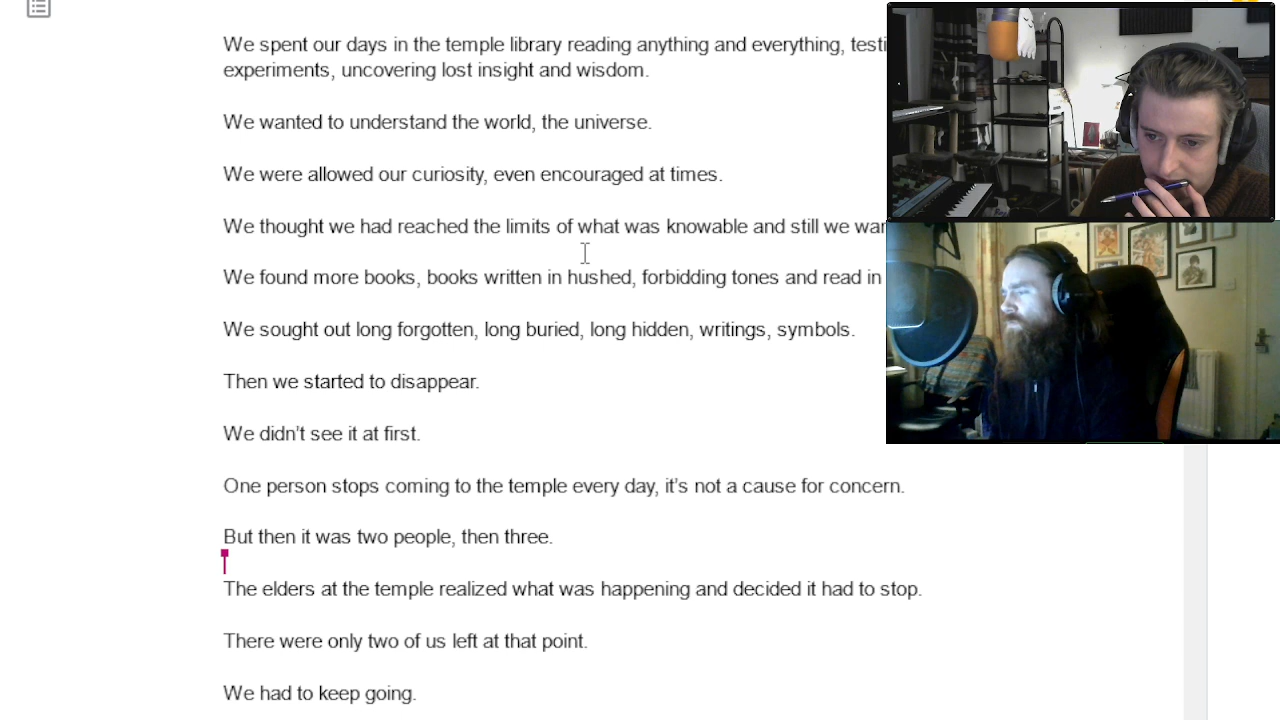 We spent our days in the temple library reading anything and everything,
experiments, uncovering lost insight and wisdom.
We wanted to understand the world, the universe.
We were allowed our curiosity, even encouraged at times.
We thought we had reached the limits of what was knowable and still we
We found more books, books written in hushed, forbidding tones and read in
We sought out long forgotten, long buried, long hidden, writings, symbols.
Then we started to disappear.
We didn’t see it at first.
One person stops coming to the temple every day, it’s not a cause for concern.
But then it was two people, then three.
The elders at the temple realized what was happening and decided it had to stop.
There were only two of us left at that point.
We had to keep going.